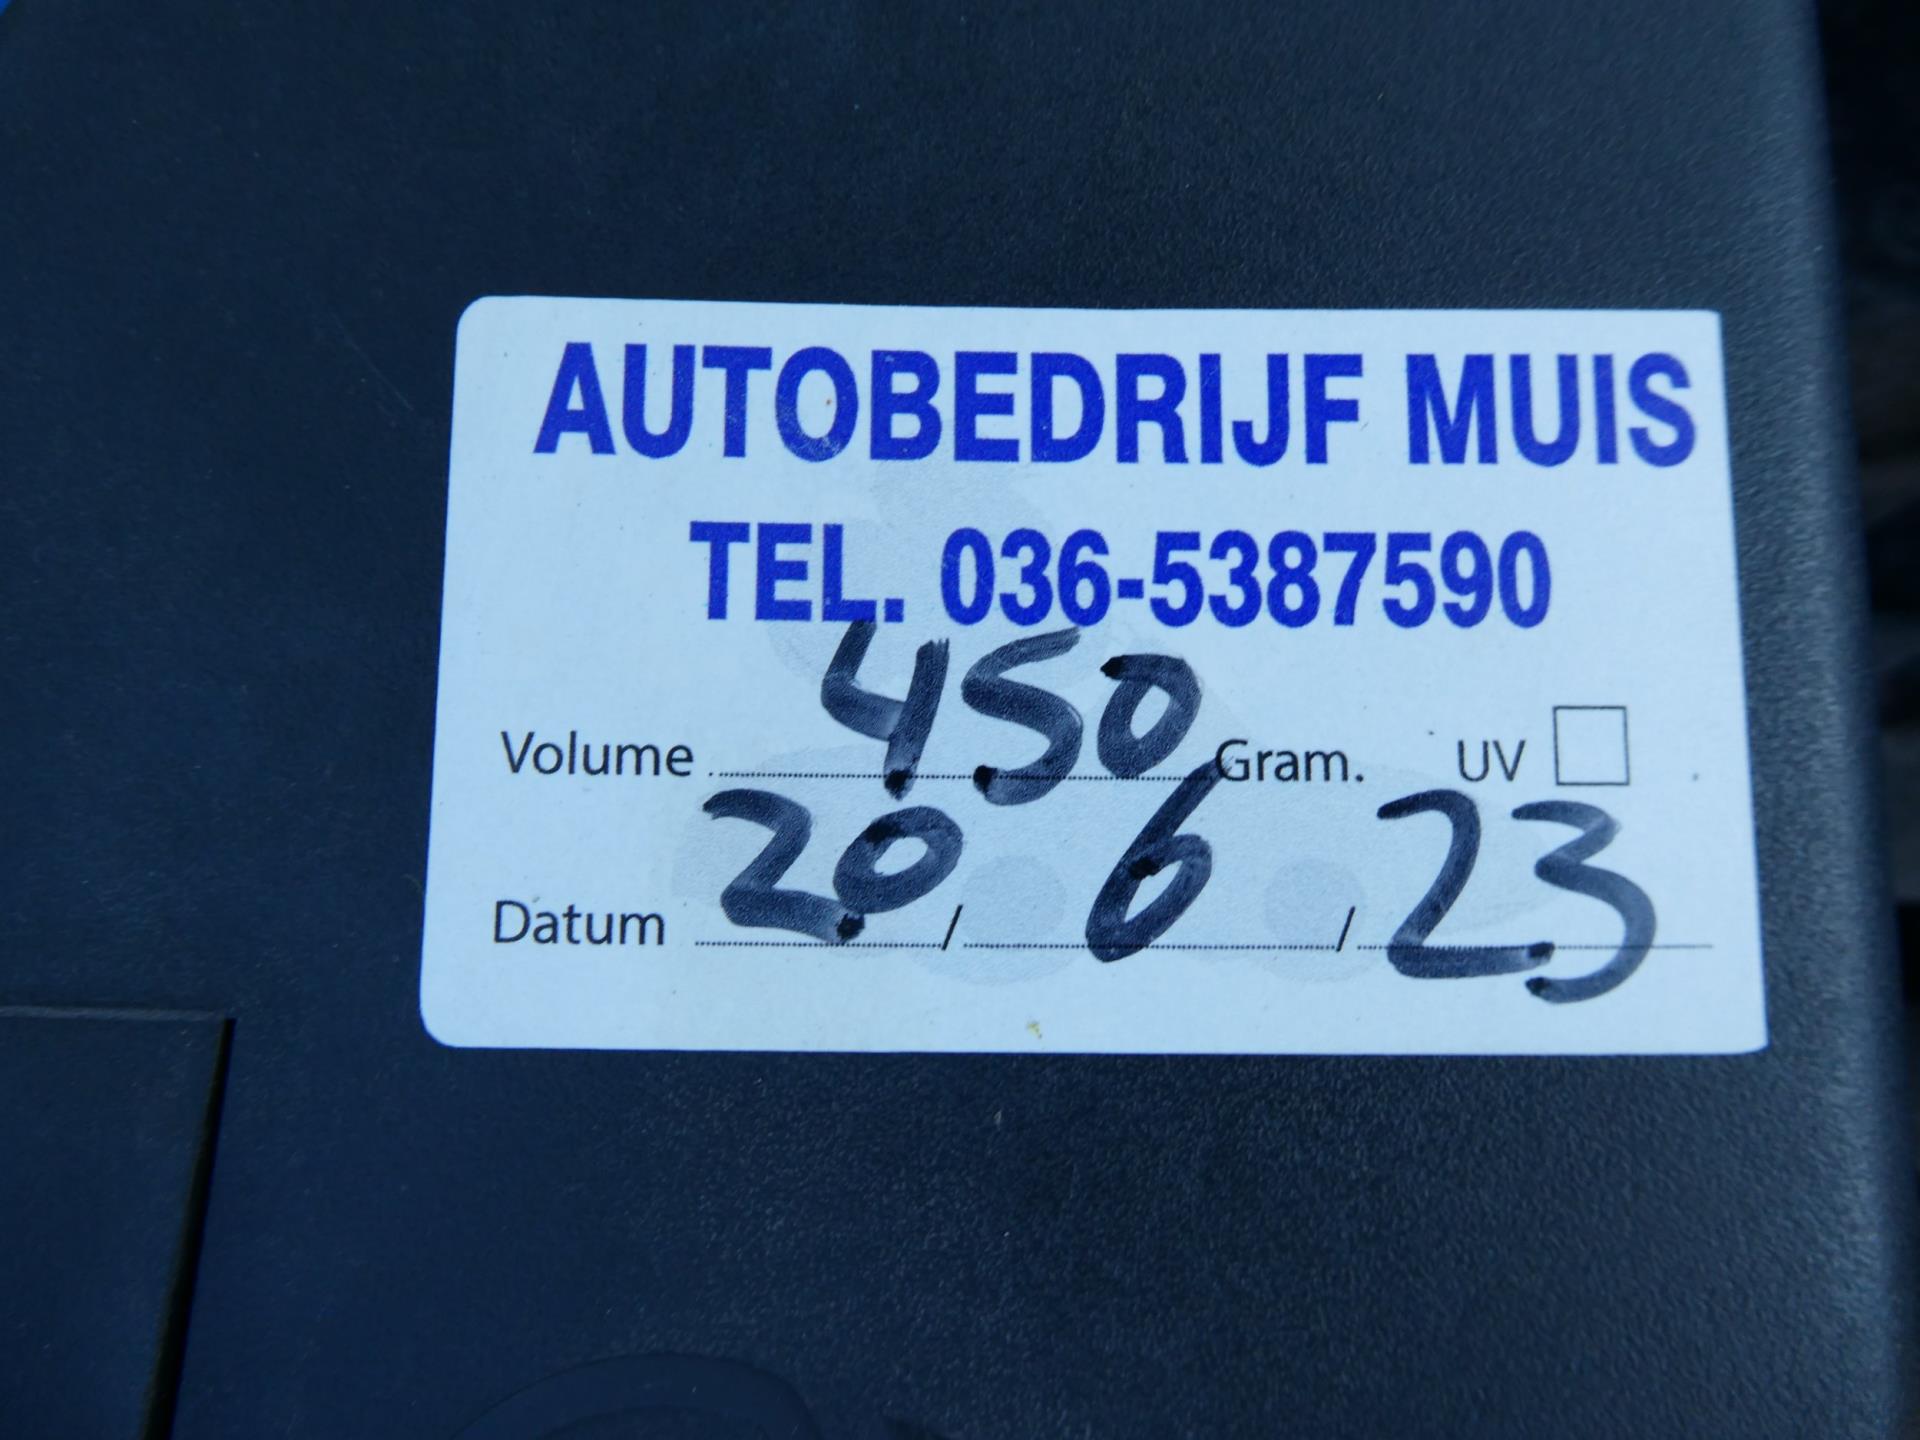 AUTOBEDRIJF MUIS
TEL. 036-5387590
Volume 450 Gram. UV
Datum 20 / 6 / 23